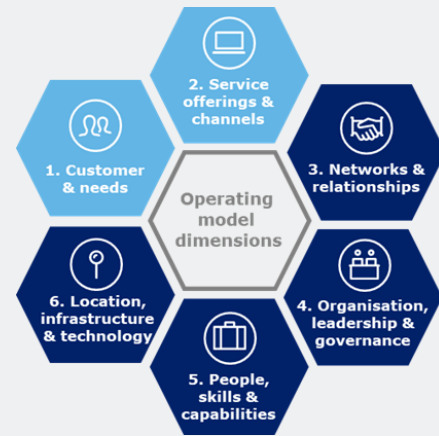 2. Service
offerings &
channels
1. Customer
& needs
3. Networks &
relationships
Operating
model
dimensions
6. Location,
infrastructure
& technology
4. Organisation,
leadership &
governance
5. People,
skills &
capabilities